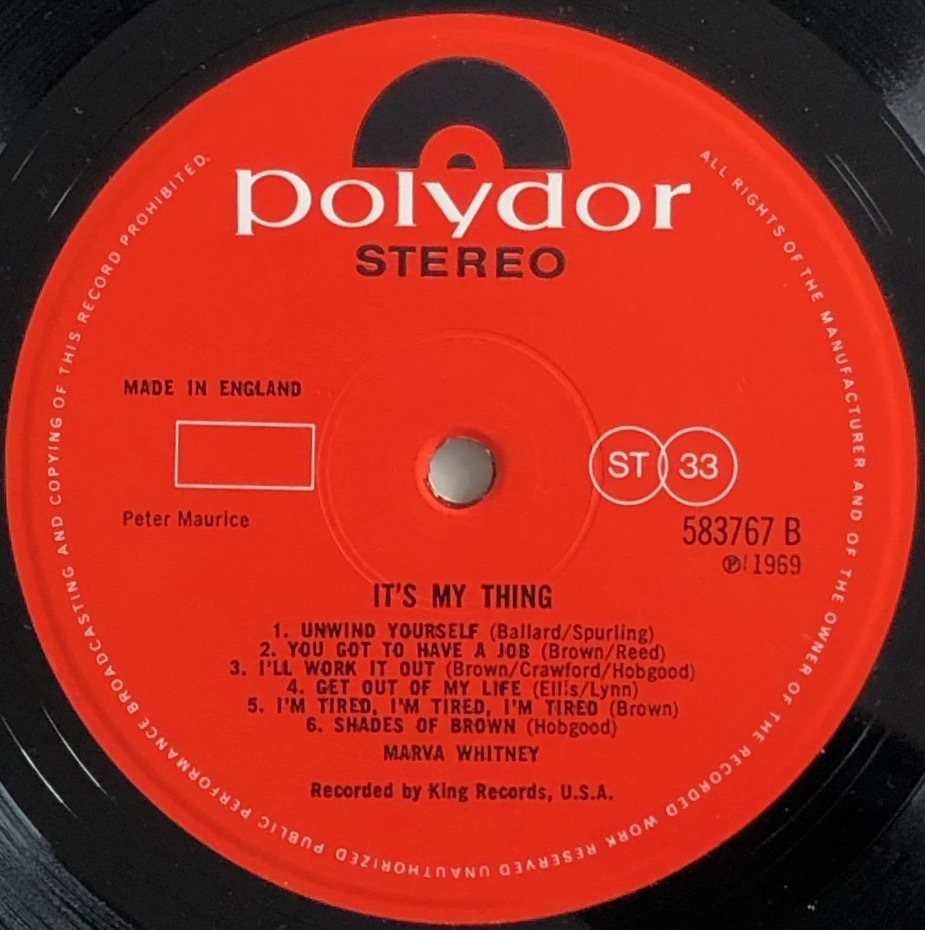 polydor
STEREO
MADE IN ENGLAND
ST 33
Peter Maurice
583767 B
℗ 1969
IT'S MY THING
1. UNWIND YOURSELF (Ballard/Spurling)
2. YOU GOT TO HAVE A JOB (Brown/Reed)
3. I'LL WORK IT OUT (Brown/Crawford/Hobgood)
4. GET OUT OF MY LIFE (Ellis/Lynn)
5. I'M TIRED, I'M TIRED, I'M TIRED (Brown)
6. SHADES OF BROWN (Hobgood)
MARVA WHITNEY
Recorded by King Records, U.S.A.
ALL RIGHTS OF THE MANUFACTURER AND OF THE OWNER OF THE RECORDED WORK RESERVED UNAUTHORIZED PUBLIC PERFORMANCE BROADCASTING AND COPYING OF THIS RECORD PROHIBITED.